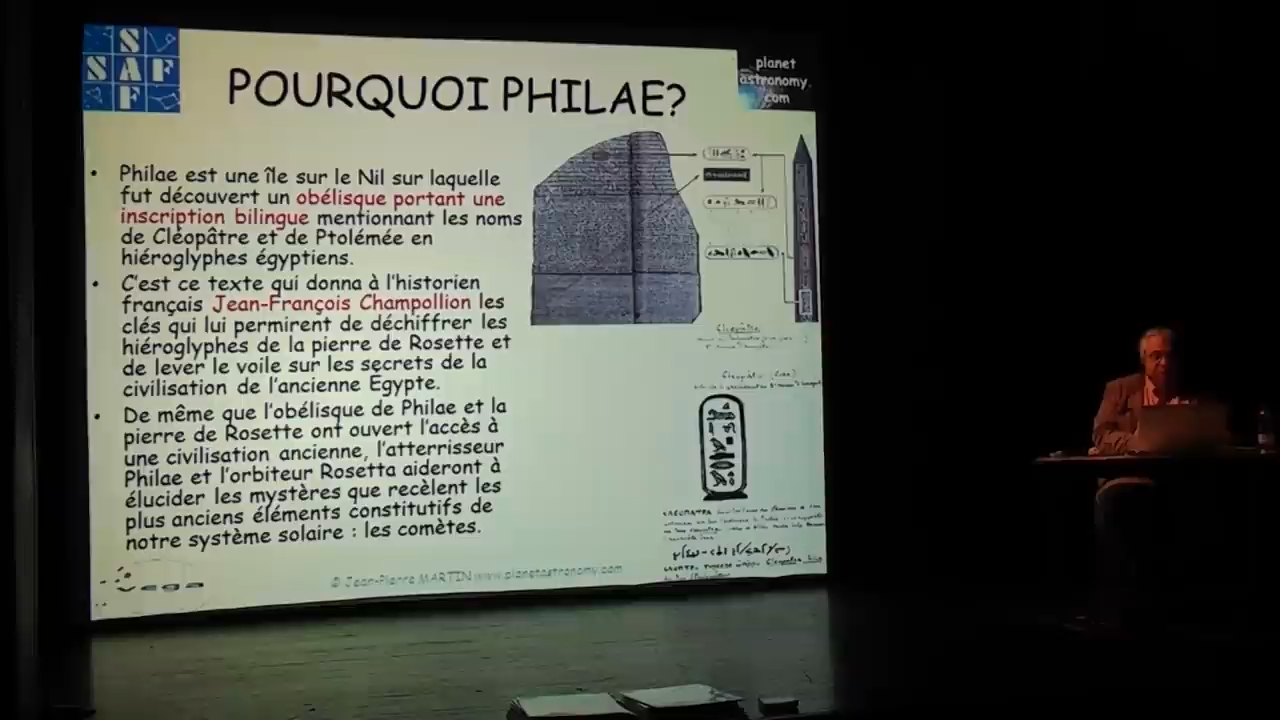 S
SAF
F
POURQUOI PHILAE?
planet
astronomy.
com
• Philae est une île sur le Nil sur laquelle
fut découvert un obélisque portant une
inscription bilingue mentionnant les noms
de Cléopâtre et de Ptolémée en
hiéroglyphes égyptiens.
• C'est ce texte qui donna à l'historien
français Jean-François Champollion les
clés qui lui permirent de déchiffrer les
hiéroglyphes de la pierre de Rosette et
de lever le voile sur les secrets de la
civilisation de l'ancienne Egypte.
• De même que l'obélisque de Philae et la
pierre de Rosette ont ouvert l'accès à
une civilisation ancienne, l'atterrisseur
Philae et l'orbiteur Rosetta aideront à
élucider les mystères que recèlent les
plus anciens éléments constitutifs de
notre système solaire : les comètes.
Cléopâtre
vega
© Jean-Pierre MARTIN www.planetastronomy.com